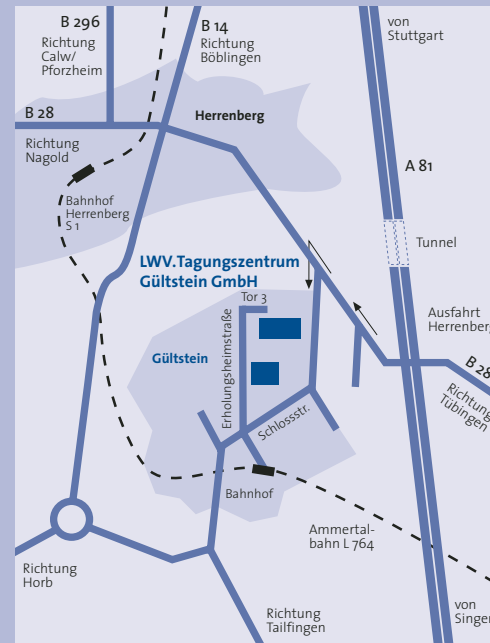 B 296
Richtung
Calw/
Pforzheim
B 14
Richtung
Böblingen
von
Stuttgart
B 28
Richtung
Nagold
Herrenberg
A 81
Bahnhof
Herrenberg
S 1
Tunnel
LWV.Tagungszentrum
Gültstein GmbH
Tor 3
Ausfahrt
Herrenberg
Gültstein
Erholungsheimstraße
B 28
Richtung
Tübingen
Schlossstr.
Bahnhof
Ammertal-
bahn L 764
Richtung
Horb
Richtung
Tailfingen
von
Singen